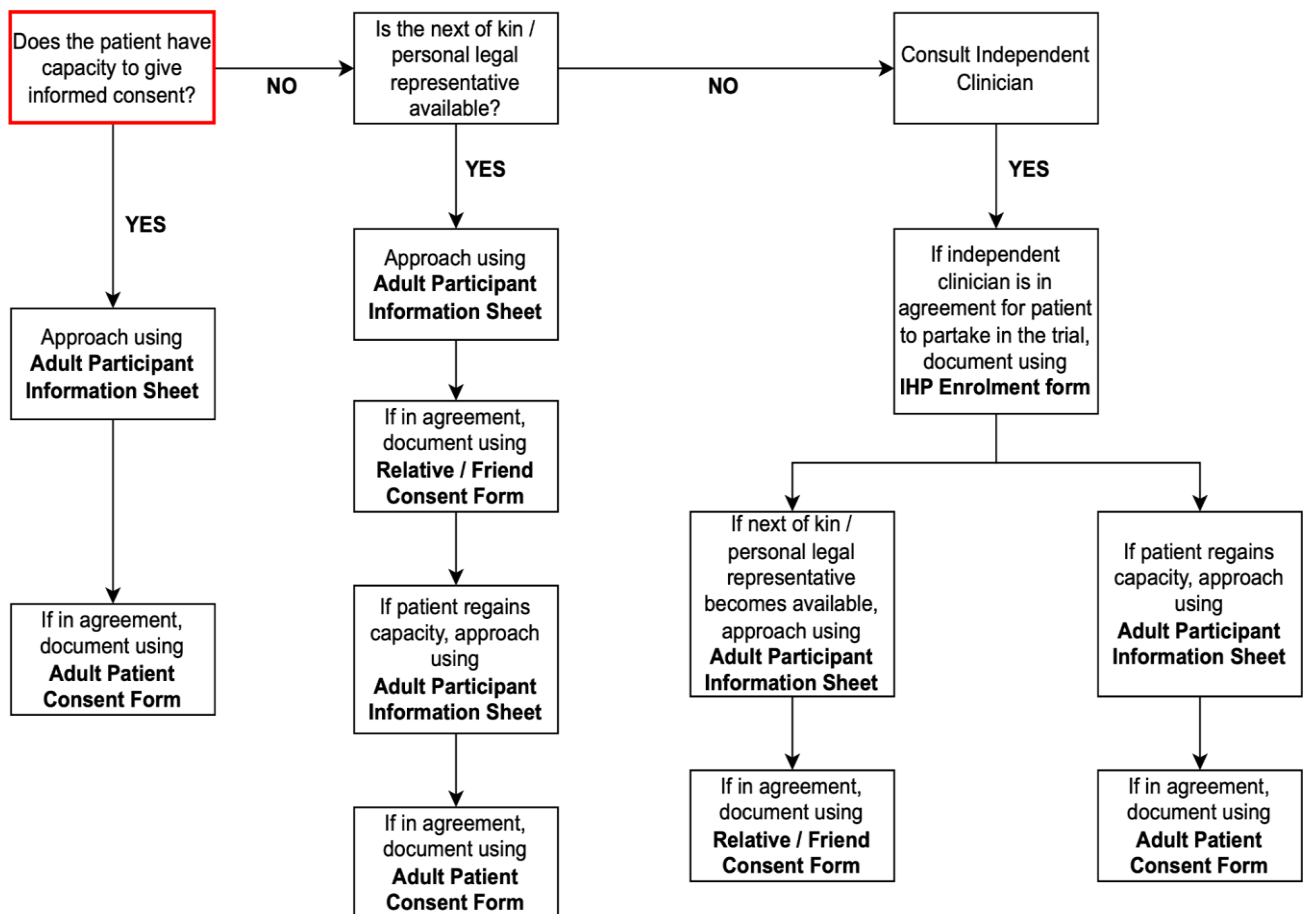 Does the patient have
capacity to give
informed consent?
NO
Is the next of kin /
personal legal
representative
available?
NO
Consult Independent
Clinician
YES
Approach using
Adult Participant
Information Sheet
If in agreement,
document using
Adult Patient
Consent Form
YES
Approach using
Adult Participant
Information Sheet
If in agreement,
document using
Relative / Friend
Consent Form
If patient regains
capacity, approach
using
Adult Participant
Information Sheet
If in agreement,
document using
Adult Patient
Consent Form
YES
If independent
clinician is in
agreement for patient
to partake in the trial,
document using
IHP Enrolment form
If next of kin /
personal legal
representative
becomes available,
approach using
Adult Participant
Information Sheet
If in agreement,
document using
Relative / Friend
Consent Form
If patient regains
capacity, approach
using
Adult Participant
Information Sheet
If in agreement,
document using
Adult Patient
Consent Form